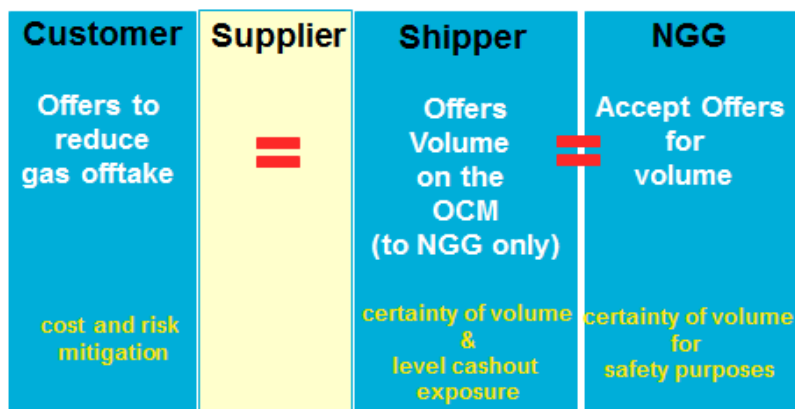 Customer
Offers to
reduce
gas offtake
cost and risk
mitigation
Supplier
=
Shipper
Offers
Volume
on the
OCM
(to NGG only)
certainty of volume
&
level cashout
exposure
=
NGG
Accept Offers
for
volume
certainty of volume
for
safety purposes